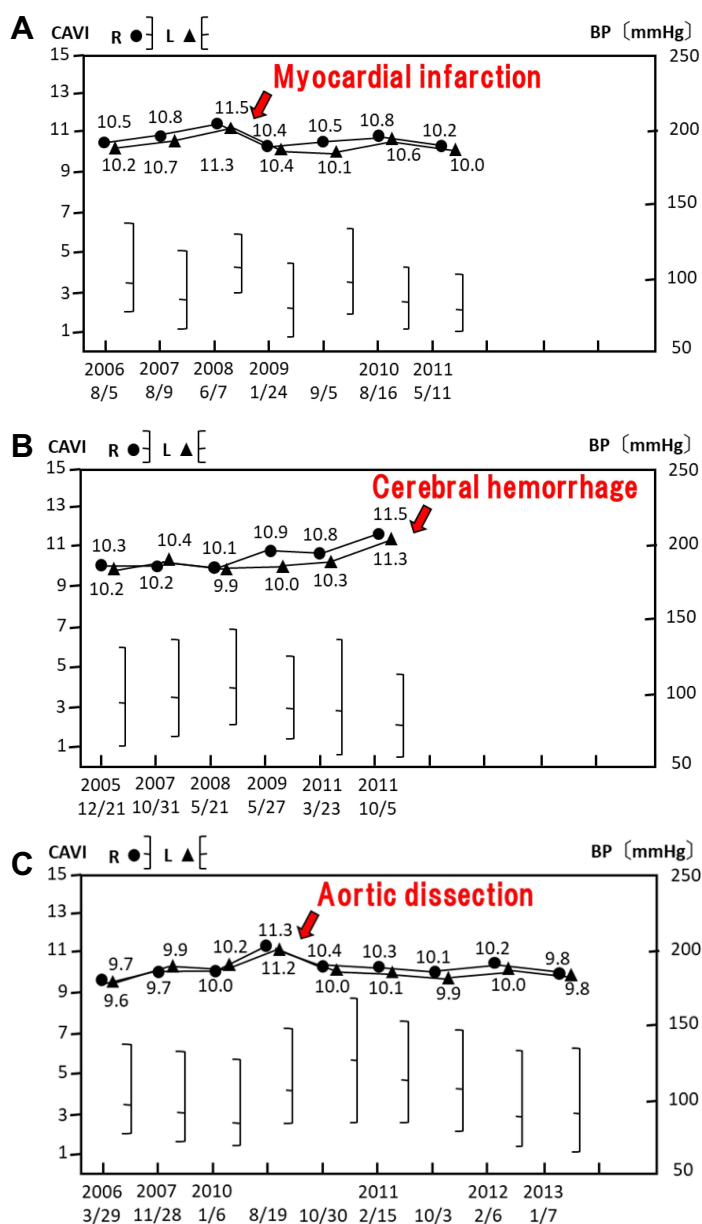 A CAVI R L BP〔mmHg〕
15 250
Myocardial infarction
13
10.5 10.8 11.5 10.4 10.5 10.8 10.2
11 200
10.2 10.7 11.3 10.4 10.1 10.6 10.0
9
7 150
5
3 100
1
50
2006 2007 2008 2009 2010 2011
8/5 8/9 6/7 1/24 9/5 8/16 5/11
B CAVI R L BP〔mmHg〕
15 250
Cerebral hemorrhage
13
10.3 10.4 10.1 10.9 10.8 11.5
11 200
10.2 10.2 9.9 10.0 10.3 11.3
9
7 150
5
3 100
1
50
2005 2007 2008 2009 2011 2011
12/21 10/31 5/21 5/27 3/23 10/5
C CAVI R L BP〔mmHg〕
15 250
Aortic dissection
13
9.7 9.9 10.2 11.3 10.4 10.3 10.1 10.2 9.8
11 200
9.6 9.7 10.0 11.2 10.0 10.1 9.9 10.0 9.8
9
7 150
5
3 100
1
50
2006 2007 2010 2011 2012 2013
3/29 11/28 1/6 8/19 10/30 2/15 10/3 2/6 1/7